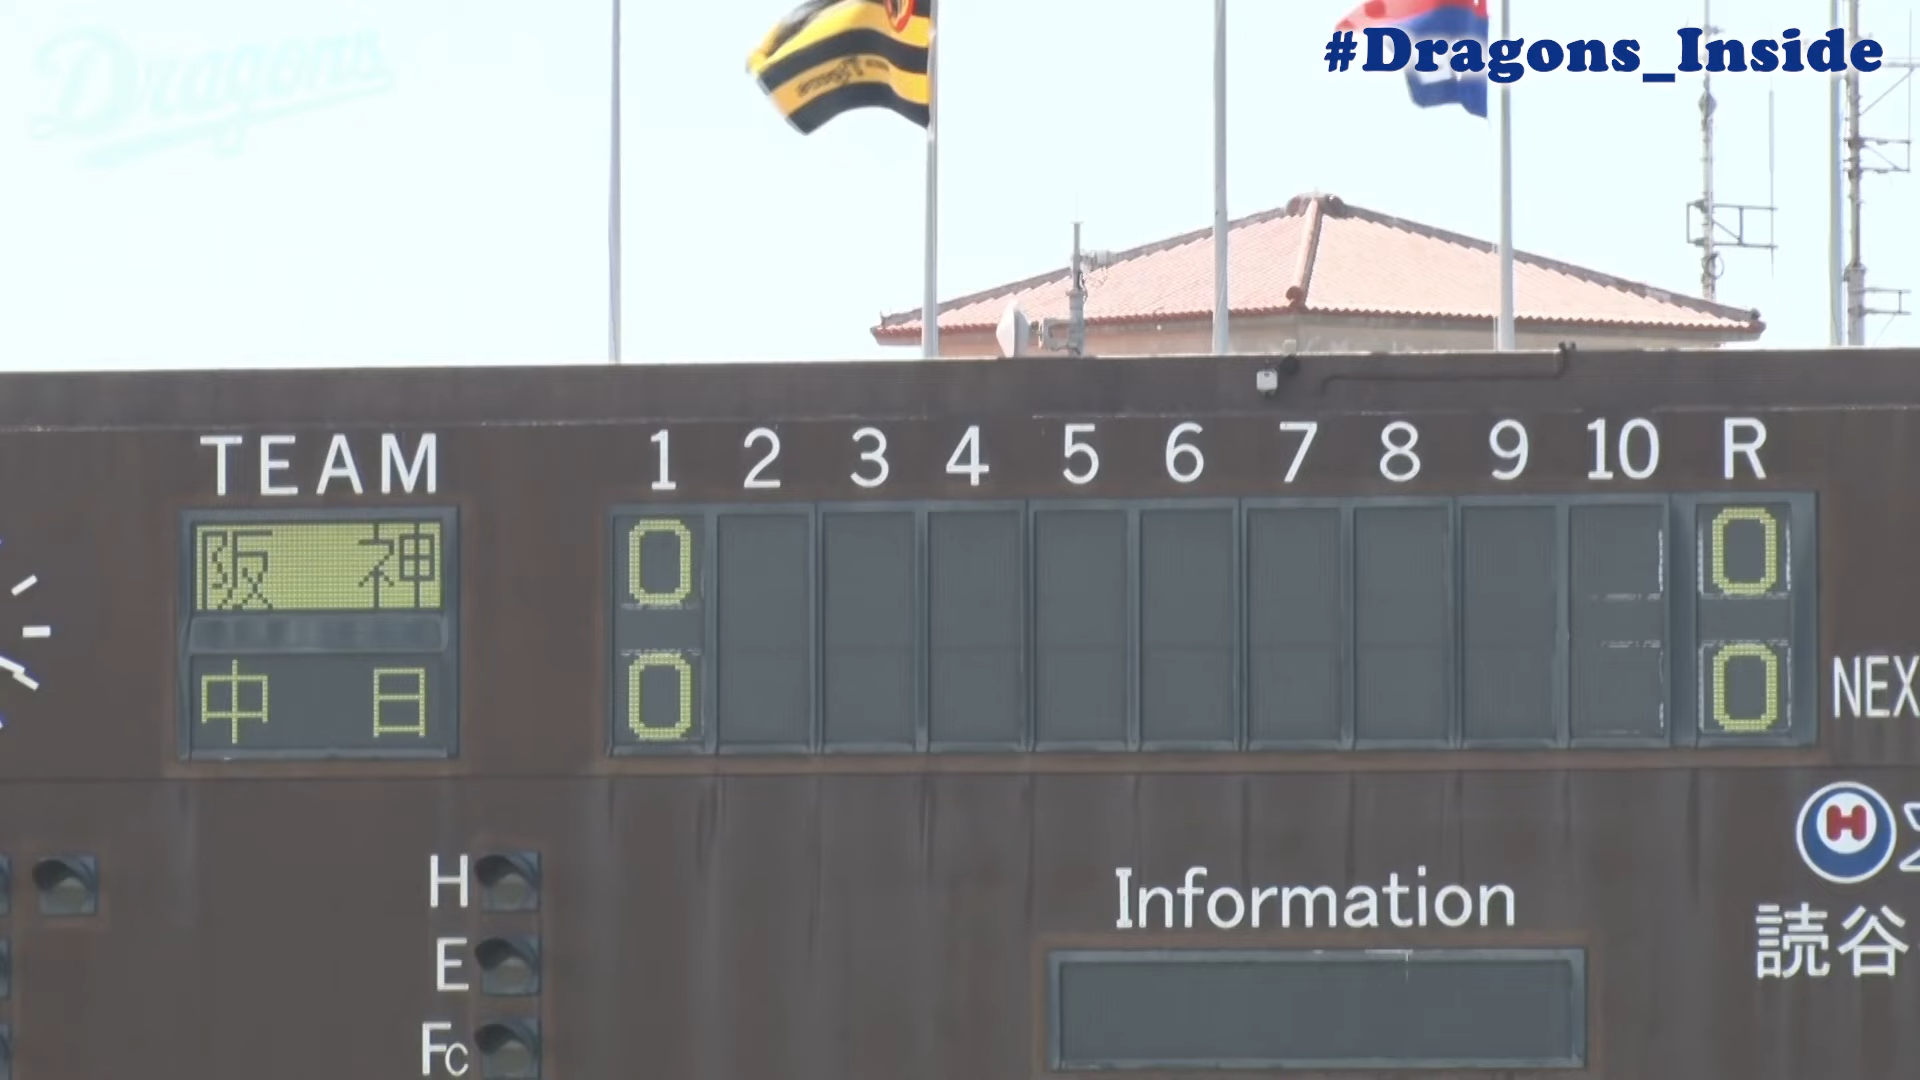 Dragons
#Dragons_Inside
TEAM 1 2 3 4 5 6 7 8 9 10 R
阪神 0 0
中日 0 0
NEX
H
E
Fc
Information
H
読谷